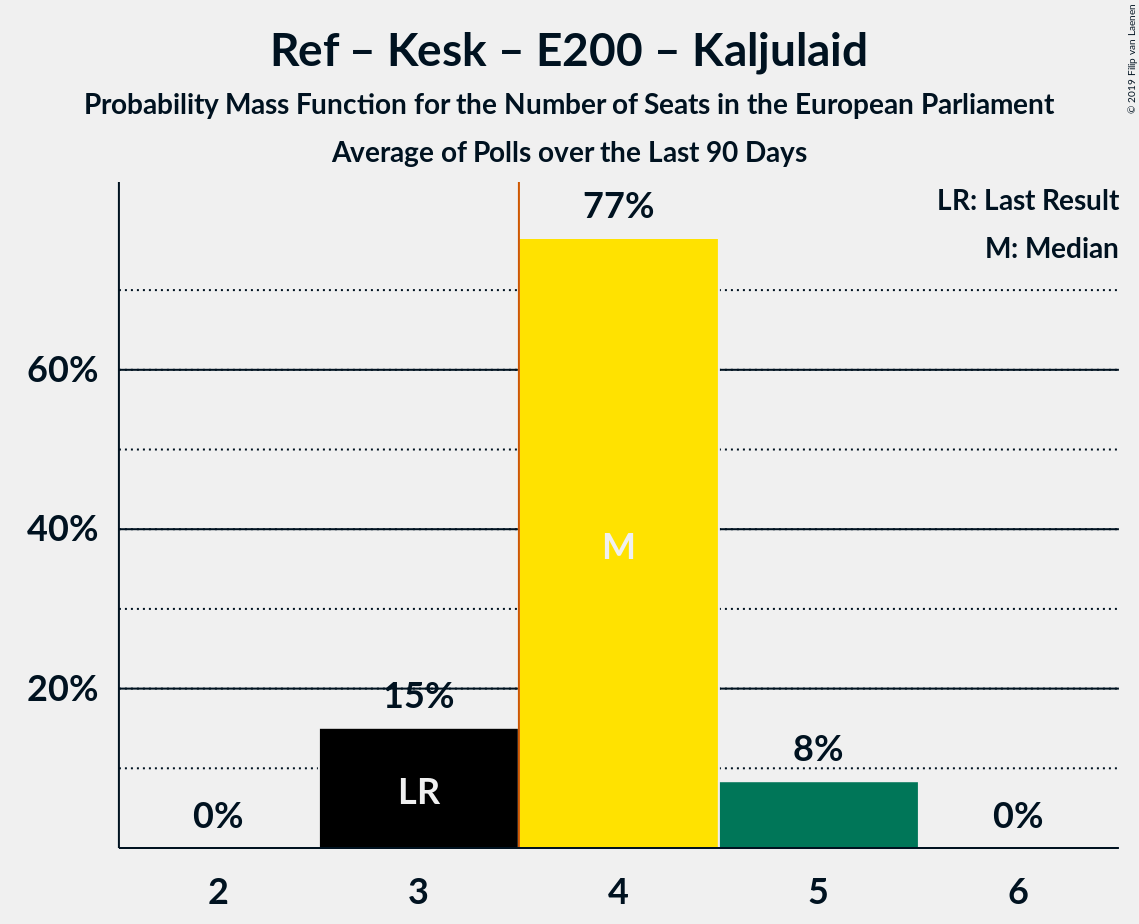 Ref – Kesk – E200 – Kaljulaid
Probability Mass Function for the Number of Seats in the European Parliament
Average of Polls over the Last 90 Days
© 2019 Filip van Laenen
LR: Last Result
M: Median
77%
60%
40%
20%
M
15%
LR
8%
0%
0%
2 3 4 5 6